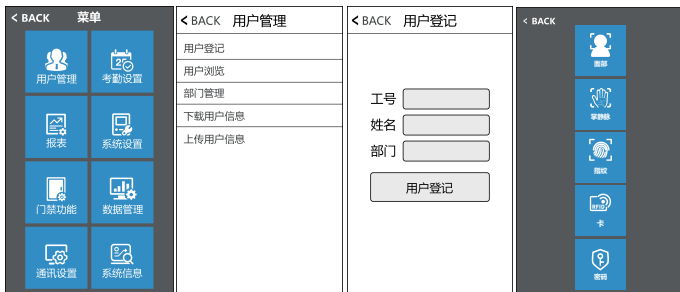 < BACK 菜单
用户管理 考勤设置
报表 系统设置
门禁功能 数据管理
通讯设置 系统信息
< BACK 用户管理
用户登记
用户浏览
部门管理
下载用户信息
上传用户信息
< BACK 用户登记
工号
姓名
部门
用户登记
< BACK
面部
掌静脉
指纹
RFID
卡
密码